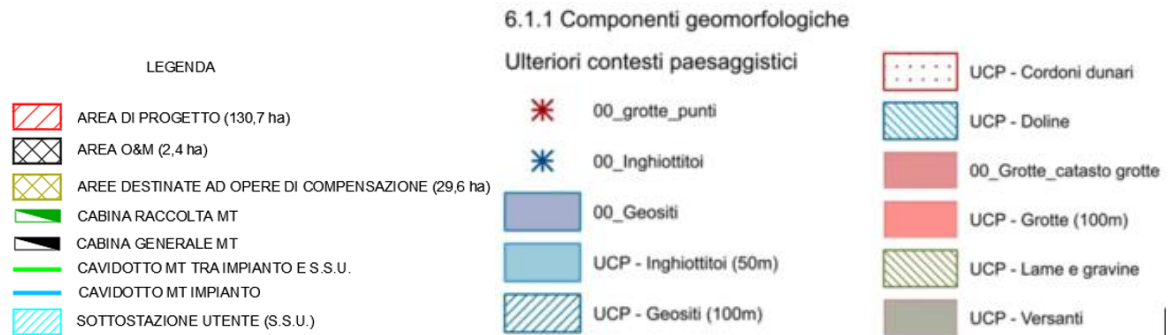 LEGENDA
AREA DI PROGETTO (130,7 ha)
AREA O&M (2,4 ha)
AREE DESTINATE AD OPERE DI COMPENSAZIONE (29,6 ha)
CABINA RACCOLTA MT
CABINA GENERALE MT
CAVIDOTTO MT TRA IMPIANTO E S.S.U.
CAVIDOTTO MT IMPIANTO
SOTTOSTAZIONE UTENTE (S.S.U.)
6.1.1 Componenti geomorfologiche
Ulteriori contesti paesaggistici
00_grotte_punti
00_Inghiottitoi
00_Geositi
UCP - Inghiottitoi (50m)
UCP - Geositi (100m)
UCP - Cordoni dunari
UCP - Doline
00_Grotte_catasto grotte
UCP - Grotte (100m)
UCP - Lame e gravine
UCP - Versanti